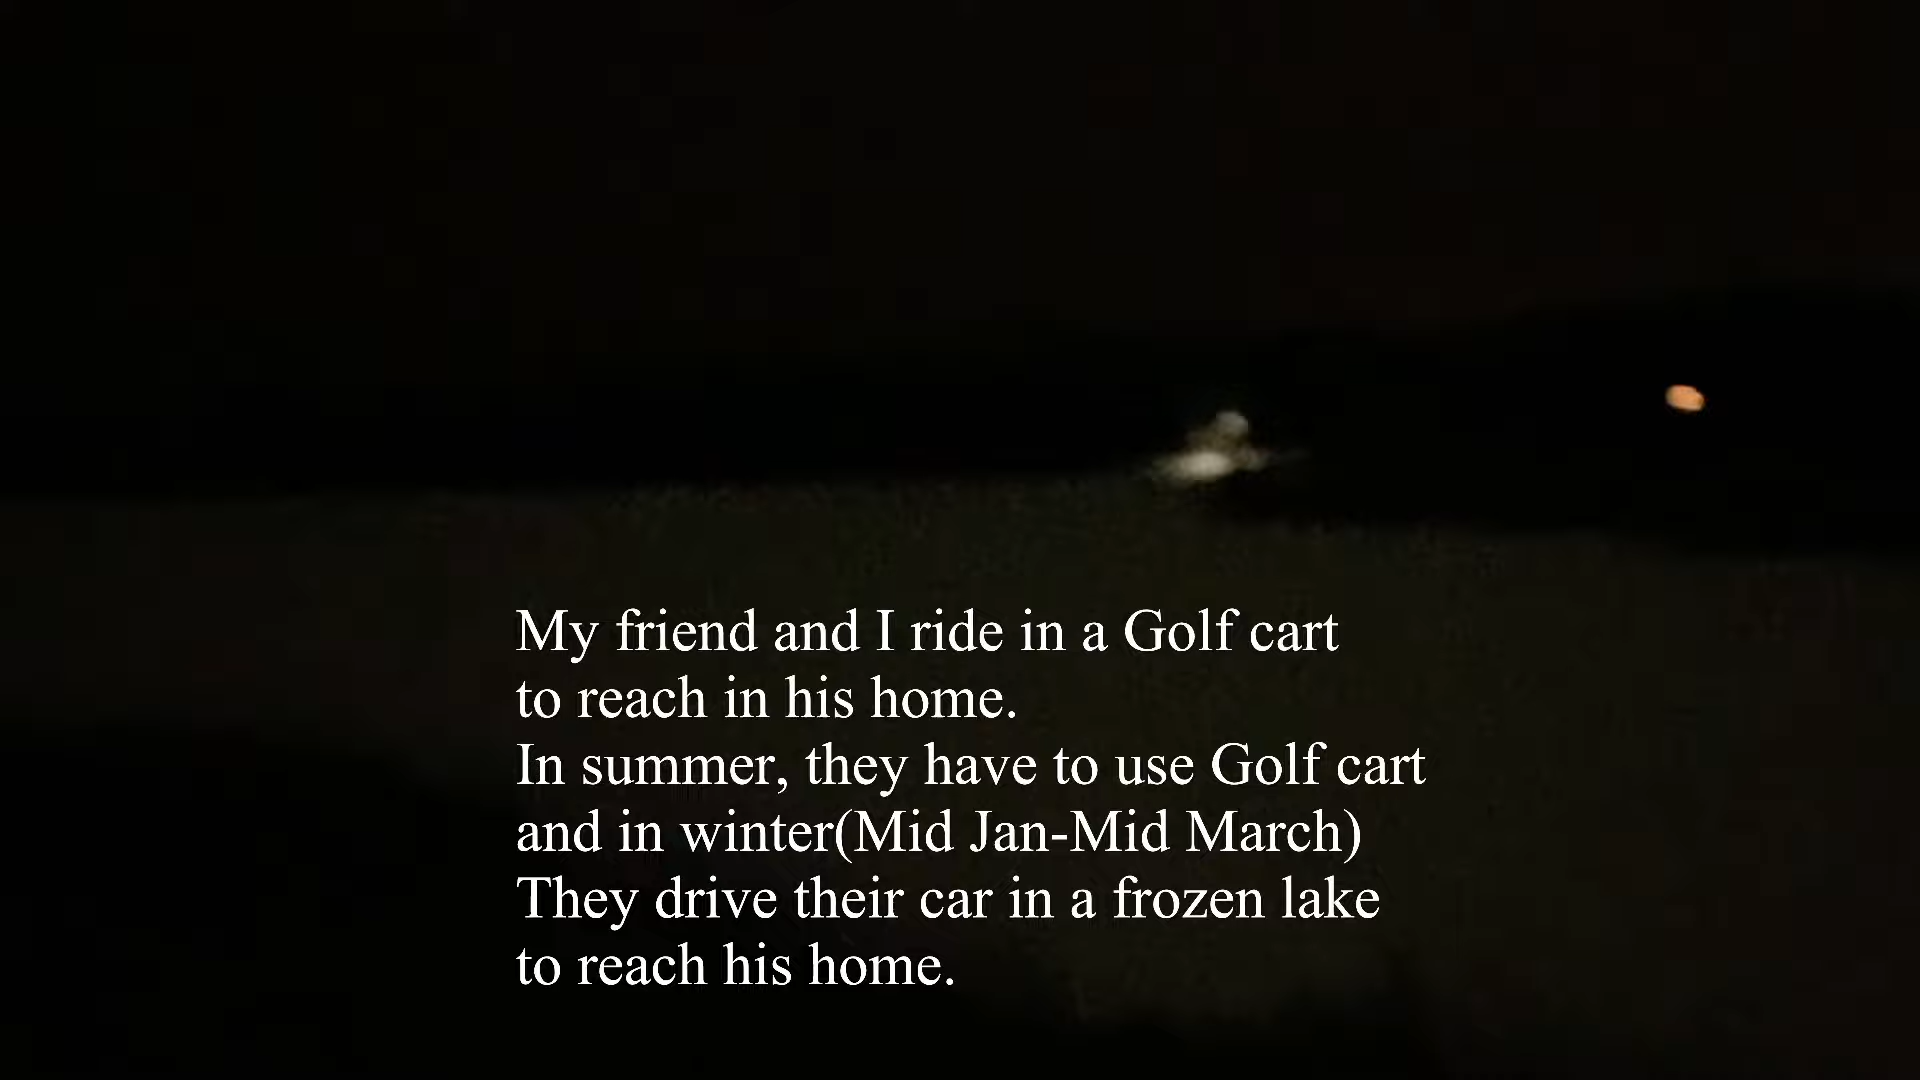 My friend and I ride in a Golf cart
to reach in his home.
In summer, they have to use Golf cart
and in winter(Mid Jan-Mid March)
They drive their car in a frozen lake
to reach his home.